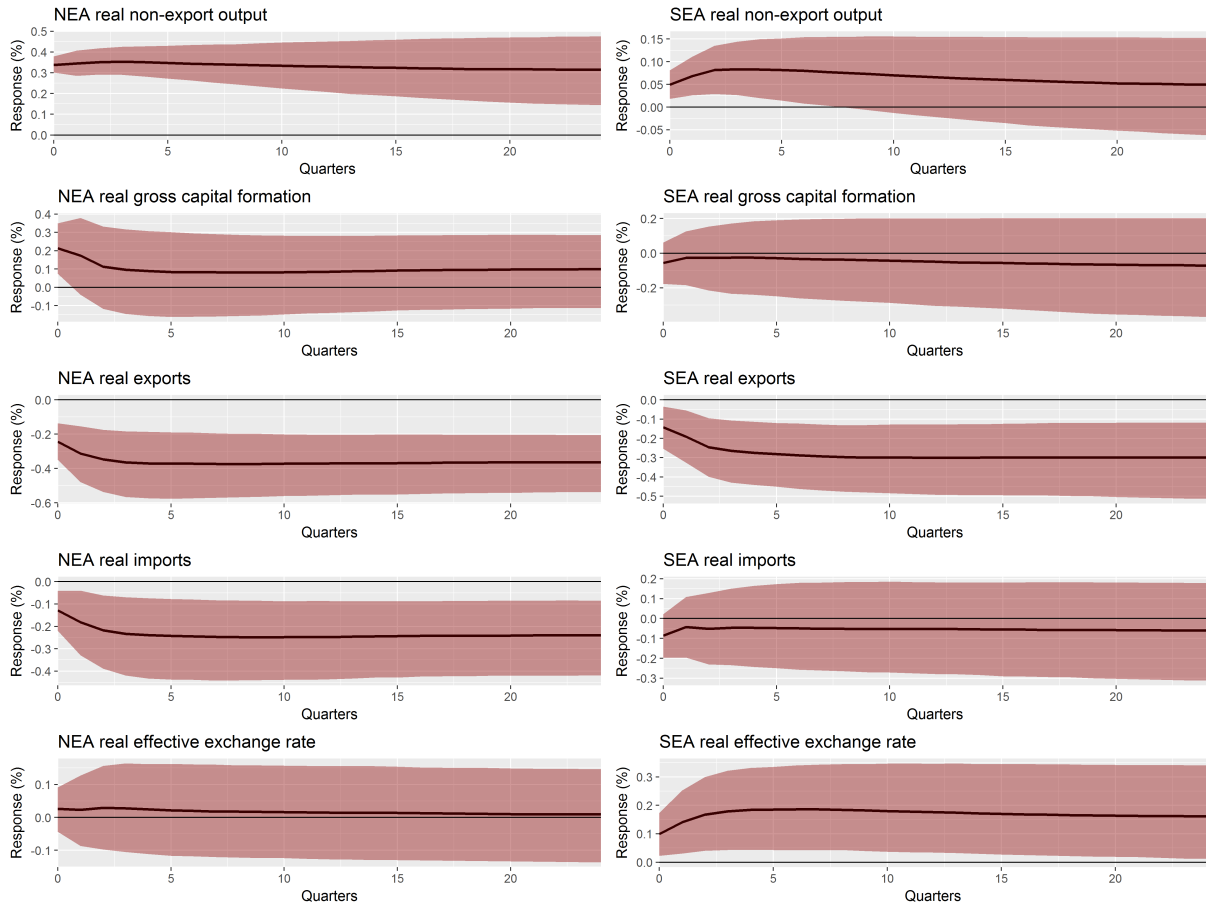 NEA real non-export output
Response (%)
0.5
0.4
0.3
0.2
0.1
0.0
0 5 10 15 20
Quarters
SEA real non-export output
Response (%)
0.15
0.10
0.05
0.00
-0.05
0 5 10 15 20
Quarters
NEA real gross capital formation
Response (%)
0.4
0.3
0.2
0.1
0.0
-0.1
0 5 10 15 20
Quarters
SEA real gross capital formation
Response (%)
0.2
0.0
-0.2
0 5 10 15 20
Quarters
NEA real exports
Response (%)
0.0
-0.2
-0.4
-0.6
0 5 10 15 20
Quarters
SEA real exports
Response (%)
0.0
-0.1
-0.2
-0.3
-0.4
-0.5
0 5 10 15 20
Quarters
NEA real imports
Response (%)
0.0
-0.1
-0.2
-0.3
-0.4
0 5 10 15 20
Quarters
SEA real imports
Response (%)
0.2
0.1
0.0
-0.1
-0.2
-0.3
0 5 10 15 20
Quarters
NEA real effective exchange rate
Response (%)
0.1
0.0
-0.1
0 5 10 15 20
Quarters
SEA real effective exchange rate
Response (%)
0.3
0.2
0.1
0.0
0 5 10 15 20
Quarters